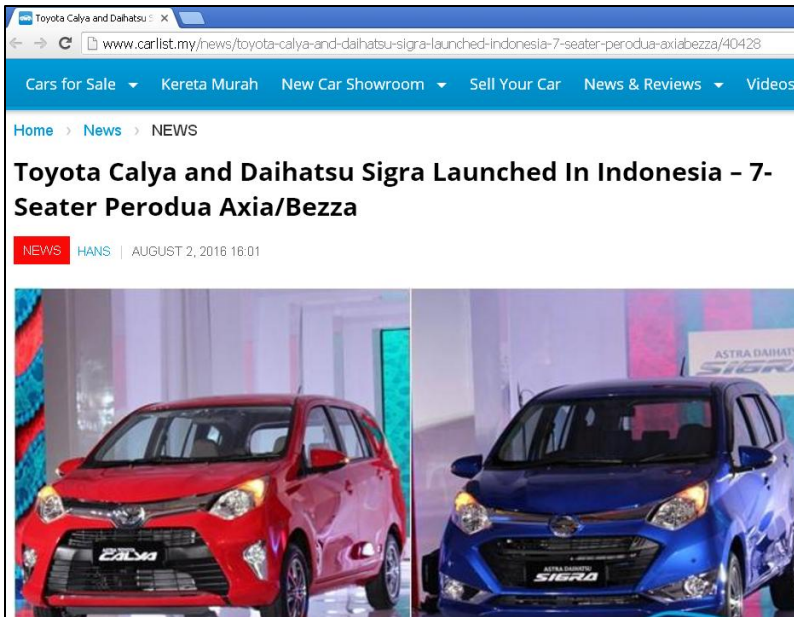 Toyota Calya and Daihatsu S
www.carlist.my/news/toyota-calya-and-daihatsu-sigra-launched-indonesia-7-seater-perodua-axiabezza/40428
Cars for Sale Kereta Murah New Car Showroom Sell Your Car News & Reviews Videos
Home > News > NEWS
Toyota Calya and Daihatsu Sigra Launched In Indonesia – 7-
Seater Perodua Axia/Bezza
NEWS HANS | AUGUST 2, 2016 16:01
ASTRA DAIHATS
SIGRA
CALYA
ASTRA DAIHATSU
SIGRA